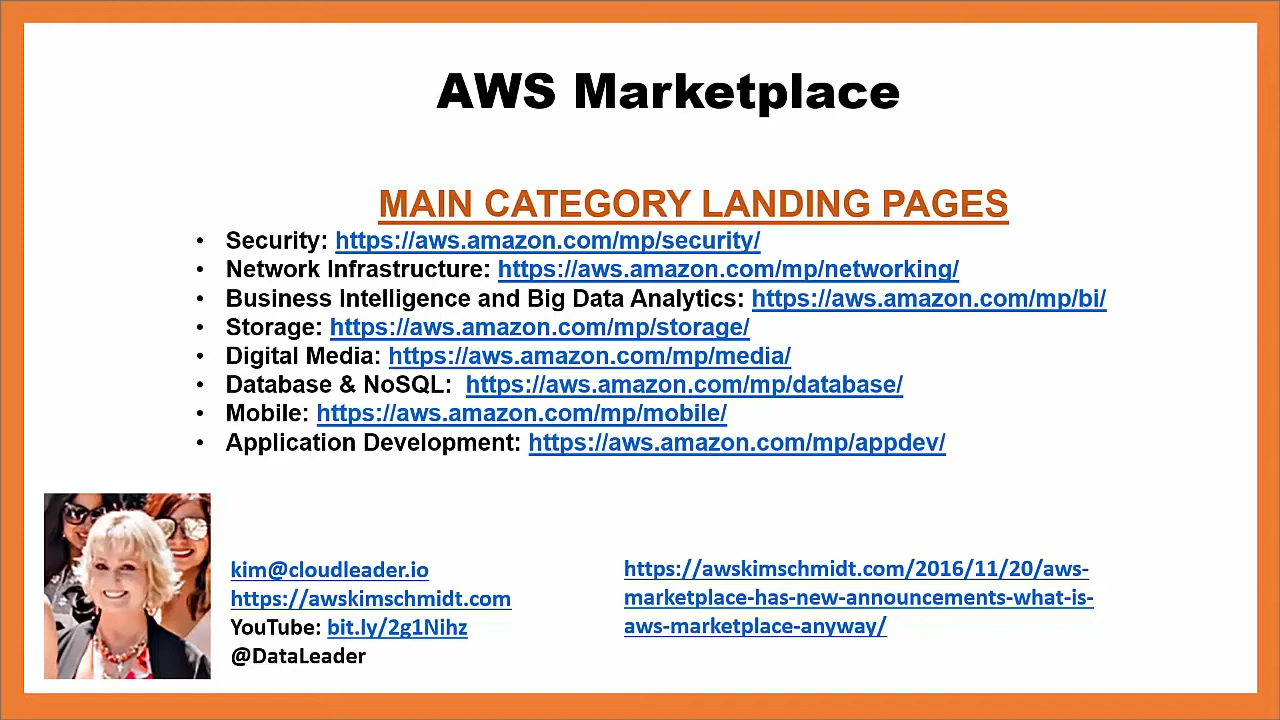 AWS Marketplace
MAIN CATEGORY LANDING PAGES
• Security: https://aws.amazon.com/mp/security/
• Network Infrastructure: https://aws.amazon.com/mp/networking/
• Business Intelligence and Big Data Analytics: https://aws.amazon.com/mp/bi/
• Storage: https://aws.amazon.com/mp/storage/
• Digital Media: https://aws.amazon.com/mp/media/
• Database & NoSQL:  https://aws.amazon.com/mp/database/
• Mobile: https://aws.amazon.com/mp/mobile/
• Application Development: https://aws.amazon.com/mp/appdev/
kim@cloudleader.io
https://awskimschmidt.com
YouTube: bit.ly/2g1Nihz
@DataLeader
https://awskimschmidt.com/2016/11/20/aws-
marketplace-has-new-announcements-what-is-
aws-marketplace-anyway/